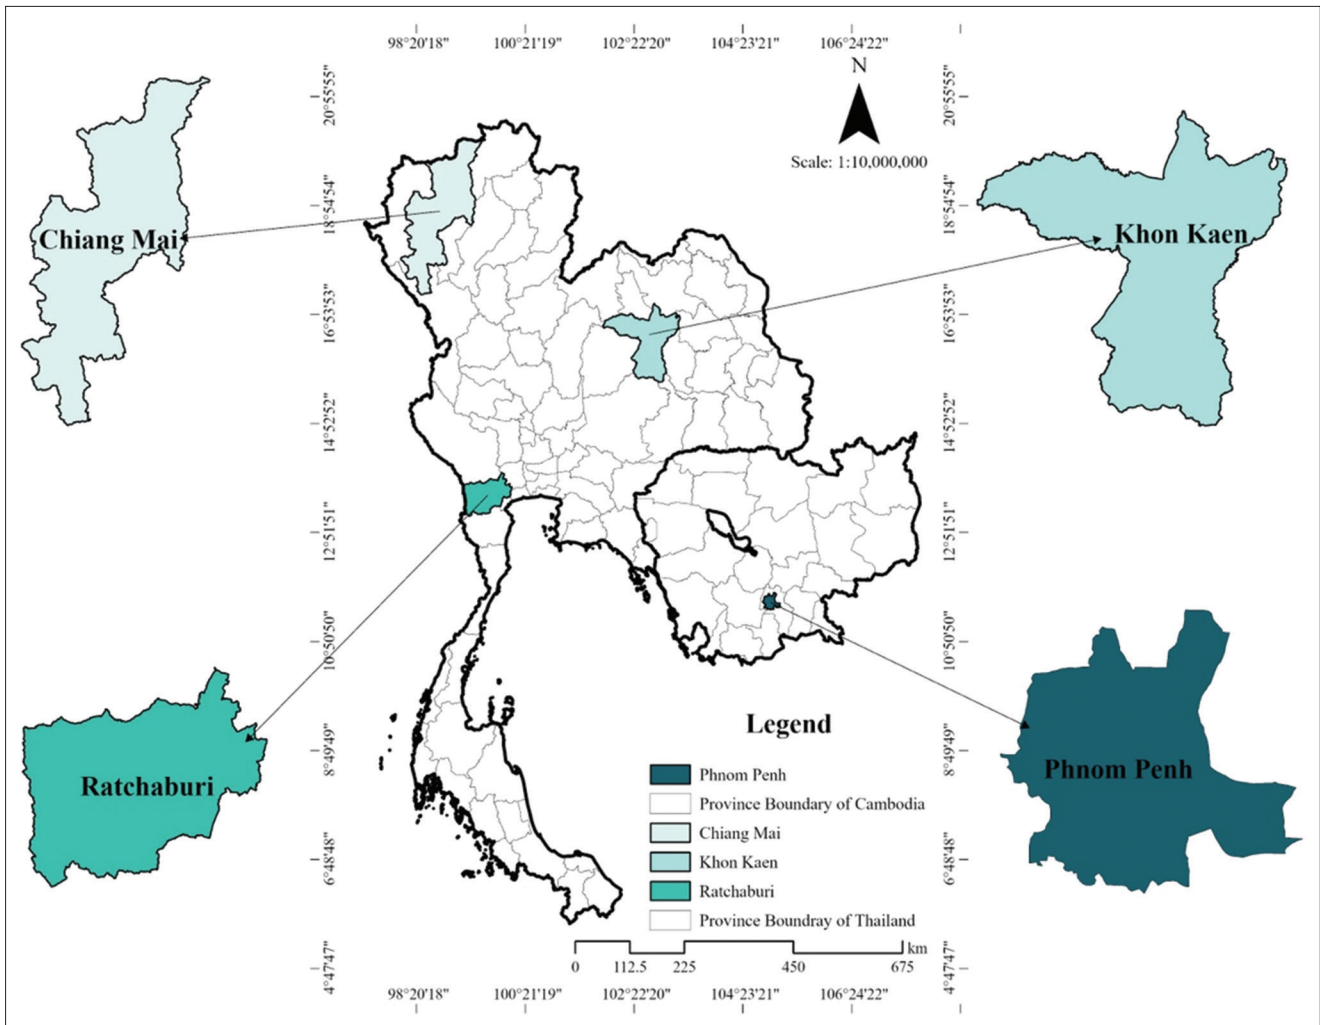 98°20'18" 100°21'19" 102°22'20" 104°23'21" 106°24'22"
N
Scale: 1:10,000,000
20°55'55"
18°54'54"
16°53'53"
14°52'52"
12°51'51"
10°50'50"
8°49'49"
6°48'48"
4°47'47"
20°55'55"
18°54'54"
16°53'53"
14°52'52"
12°51'51"
10°50'50"
8°49'49"
6°48'48"
4°47'47"
Chiang Mai
Khon Kaen
Ratchaburi
Phnom Penh
Legend
Phnom Penh
Province Boundary of Cambodia
Chiang Mai
Khon Kaen
Ratchaburi
Province Boundray of Thailand
km
0 112.5 225 450 675
98°20'18" 100°21'19" 102°22'20" 104°23'21" 106°24'22"